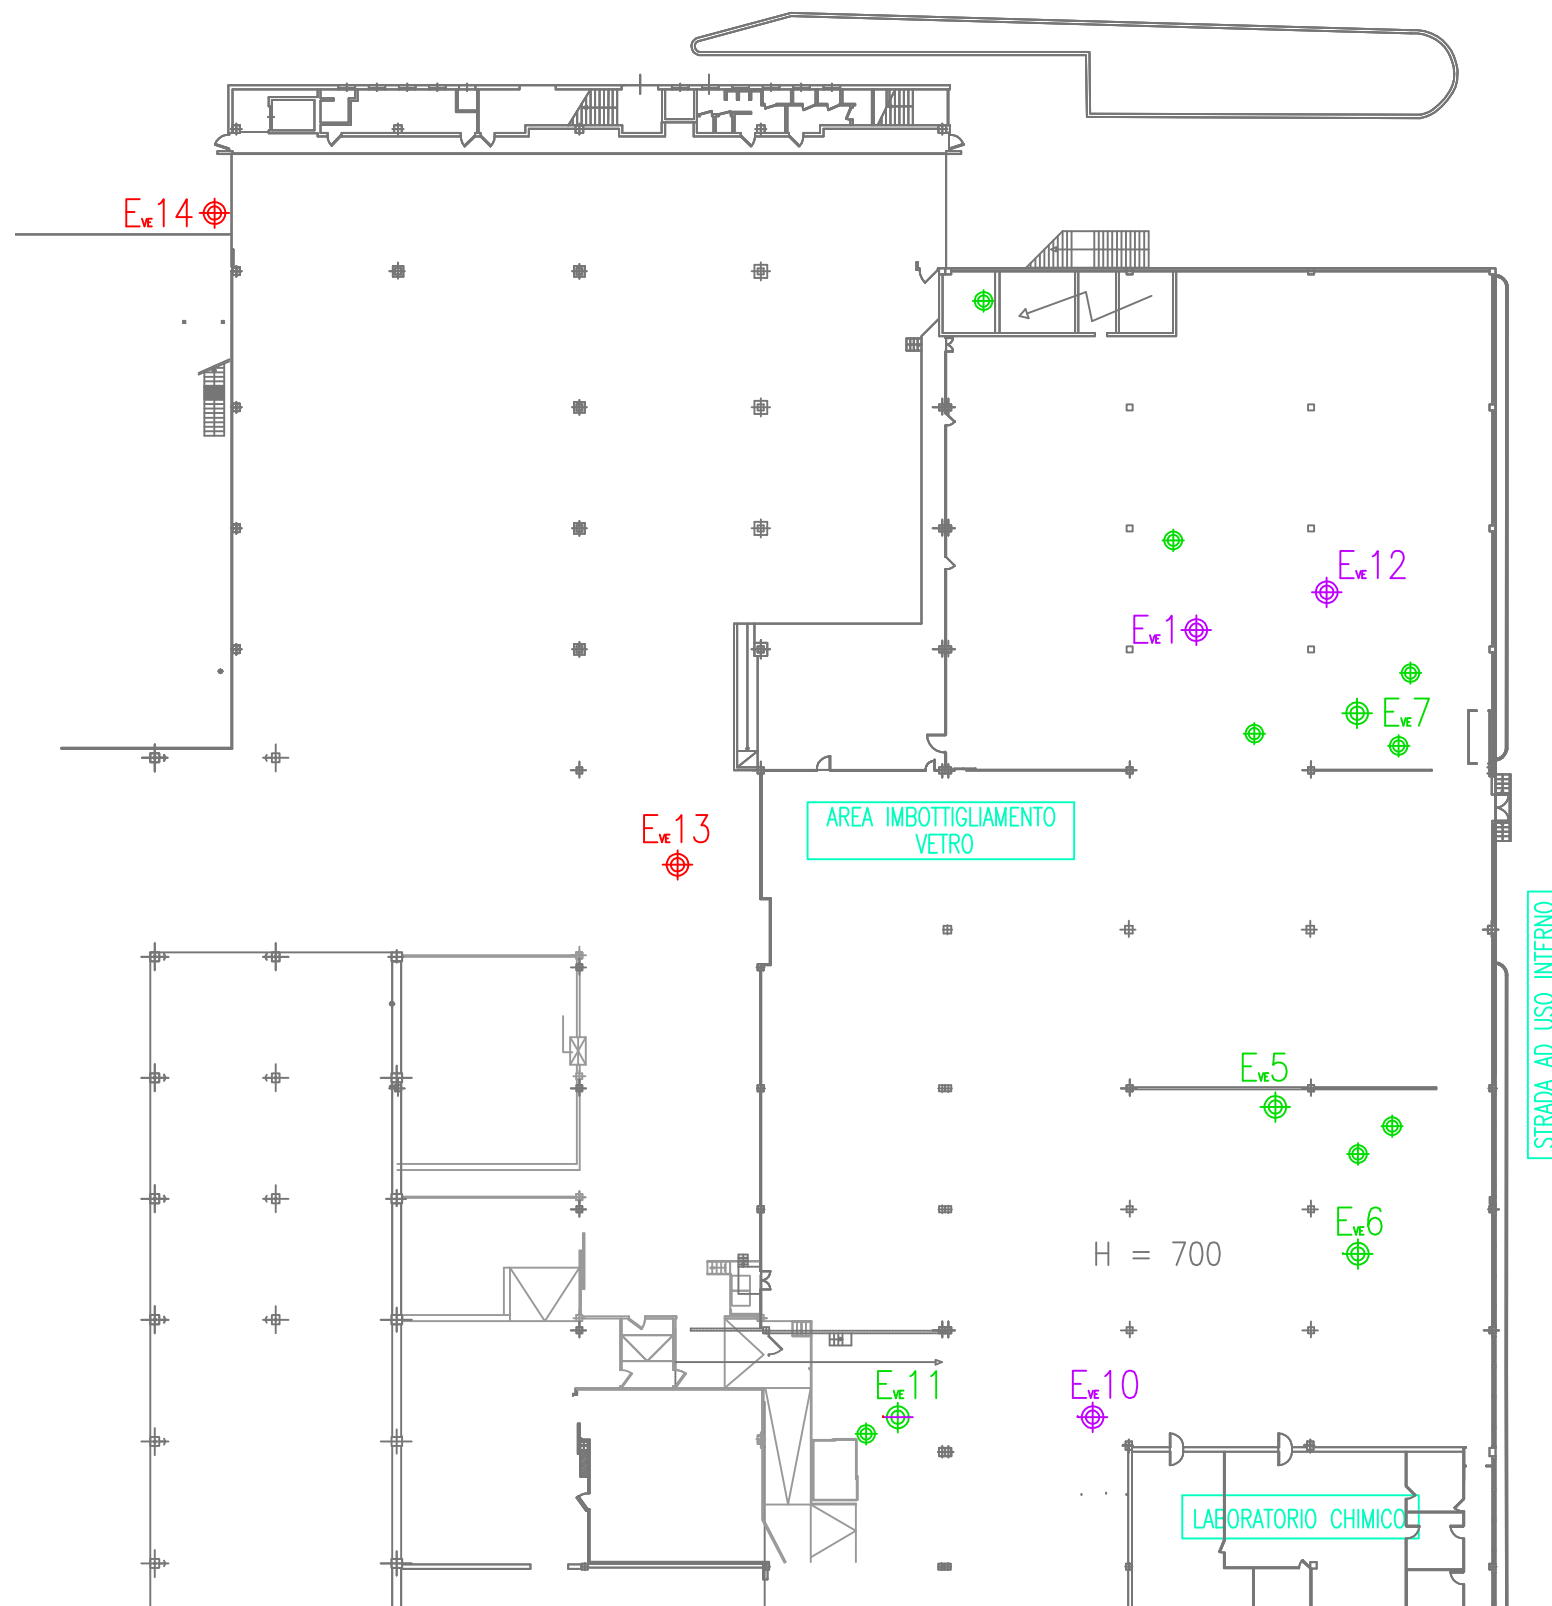 EVE14
EVE12
EVE1
EVE7
EVE13
AREA IMBOTTIGLIAMENTO
VETRO
STRADA AD USO INTERNO
EVE5
EVE6
H = 700
EVE11
EVE10
LABORATORIO CHIMICO